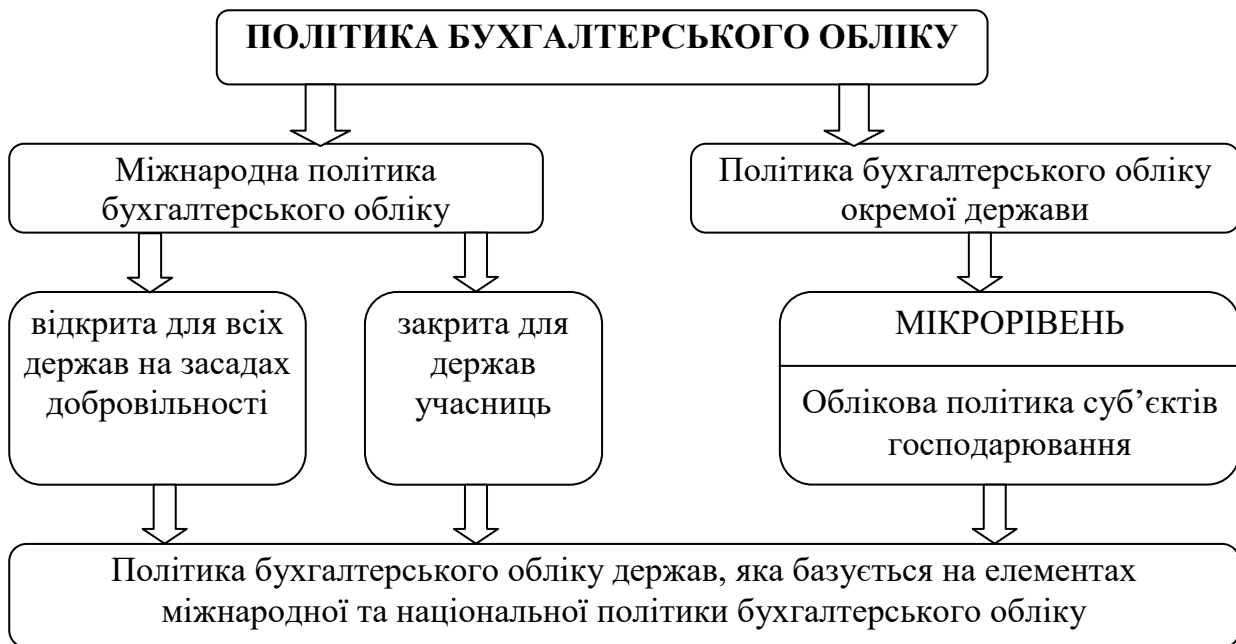 ПОЛІТИКА БУХГАЛТЕРСЬКОГО ОБЛІКУ
Міжнародна політика
бухгалтерського обліку
Політика бухгалтерського обліку
окремої держави
відкрита для всіх
держав на засадах
добровільності
закрита для
держав
учасниць
МІКРОРІВЕНЬ
Облікова політика суб’єктів
господарювання
Політика бухгалтерського обліку держав, яка базується на елементах
міжнародної та національної політики бухгалтерського обліку